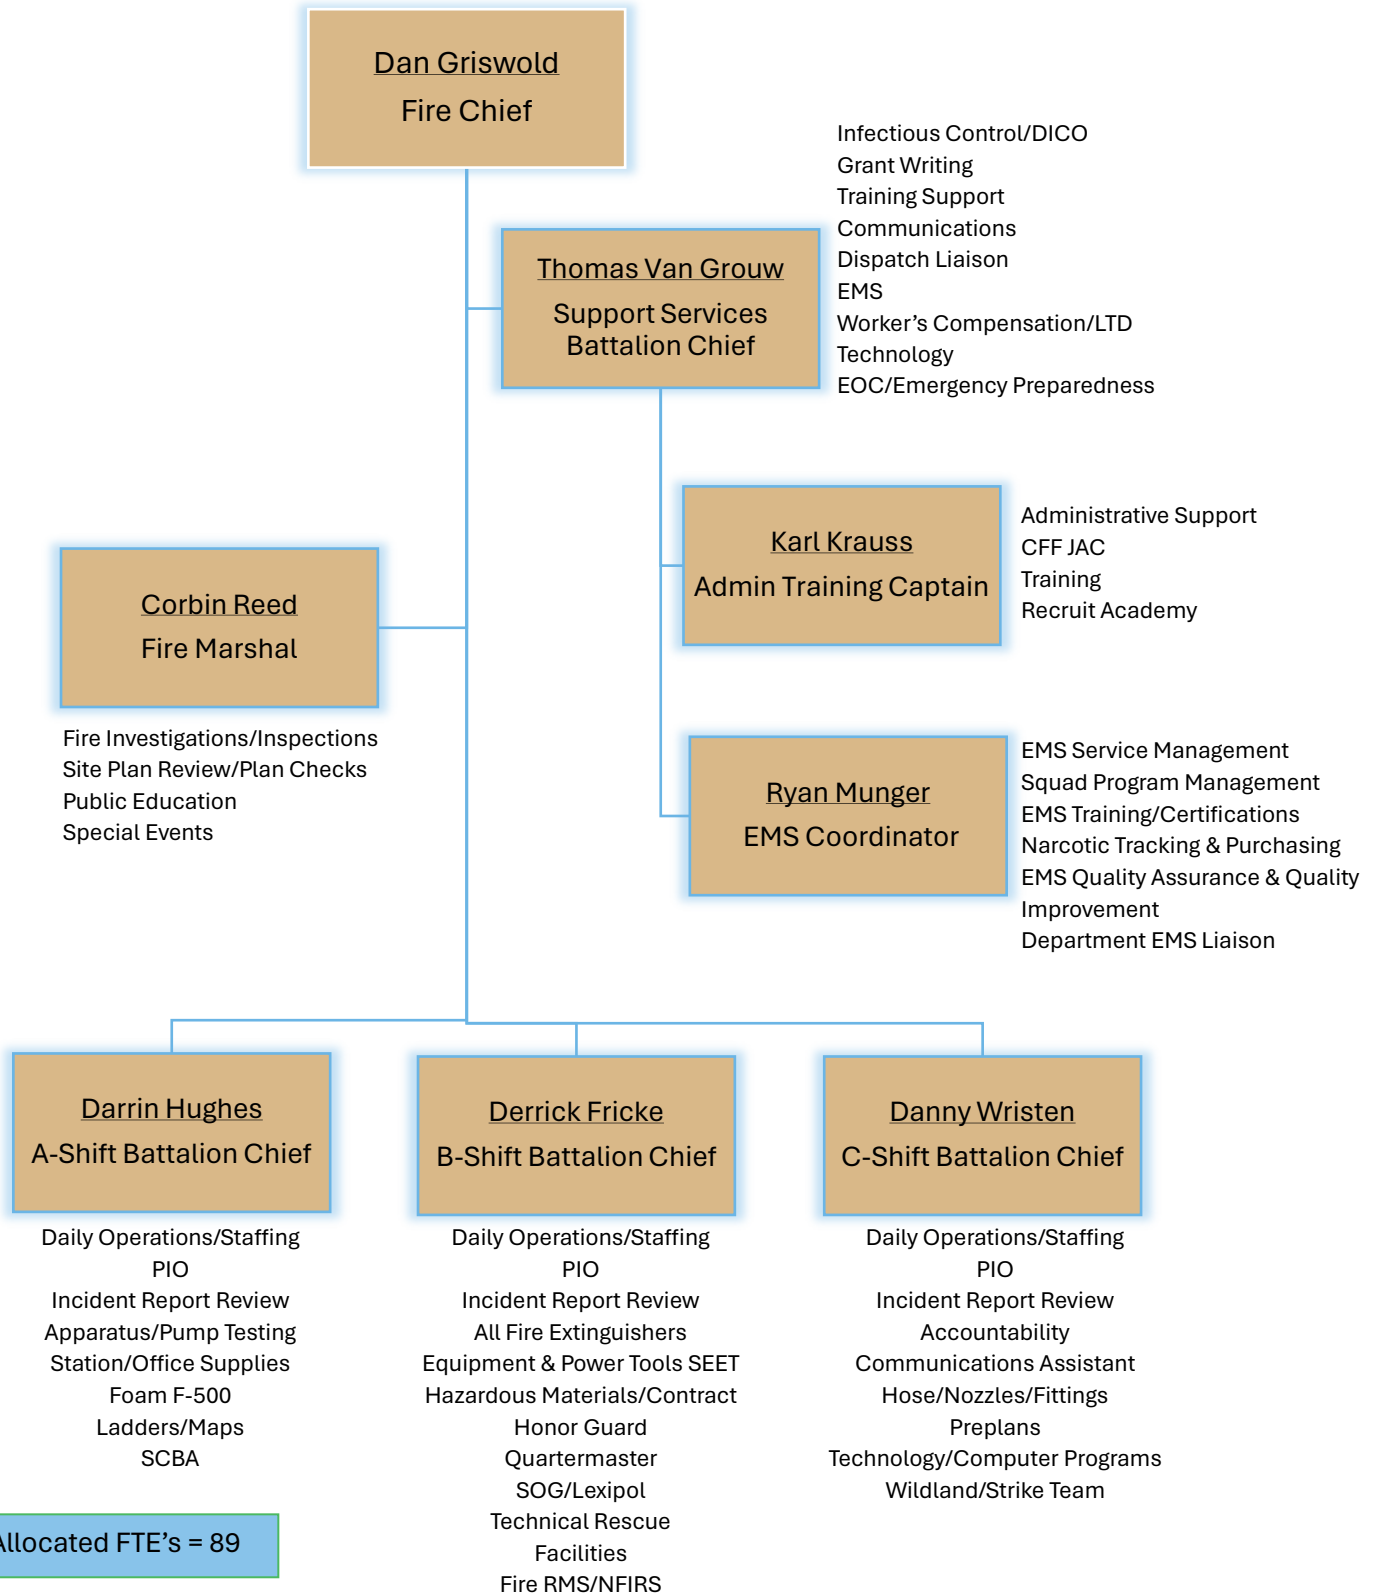 Dan Griswold
Fire Chief
Infectious Control/DICO
Grant Writing
Training Support
Communications
Dispatch Liaison
EMS
Worker’s Compensation/LTD
Technology
EOC/Emergency Preparedness
Thomas Van Grouw
Support Services
Battalion Chief
Karl Krauss
Admin Training Captain
Administrative Support
CFF JAC
Training
Recruit Academy
Corbin Reed
Fire Marshal
Fire Investigations/Inspections
Site Plan Review/Plan Checks
Public Education
Special Events
Ryan Munger
EMS Coordinator
EMS Service Management
Squad Program Management
EMS Training/Certifications
Narcotic Tracking & Purchasing
EMS Quality Assurance & Quality
Improvement
Department EMS Liaison
Darrin Hughes
A-Shift Battalion Chief
Daily Operations/Staffing
PIO
Incident Report Review
Apparatus/Pump Testing
Station/Office Supplies
Foam F-500
Ladders/Maps
SCBA
Derrick Fricke
B-Shift Battalion Chief
Daily Operations/Staffing
PIO
Incident Report Review
All Fire Extinguishers
Equipment & Power Tools SEET
Hazardous Materials/Contract
Honor Guard
Quartermaster
SOG/Lexipol
Technical Rescue
Facilities
Fire RMS/NFIRS
Danny Wristen
C-Shift Battalion Chief
Daily Operations/Staffing
PIO
Incident Report Review
Accountability
Communications Assistant
Hose/Nozzles/Fittings
Preplans
Technology/Computer Programs
Wildland/Strike Team
Allocated FTE’s = 89